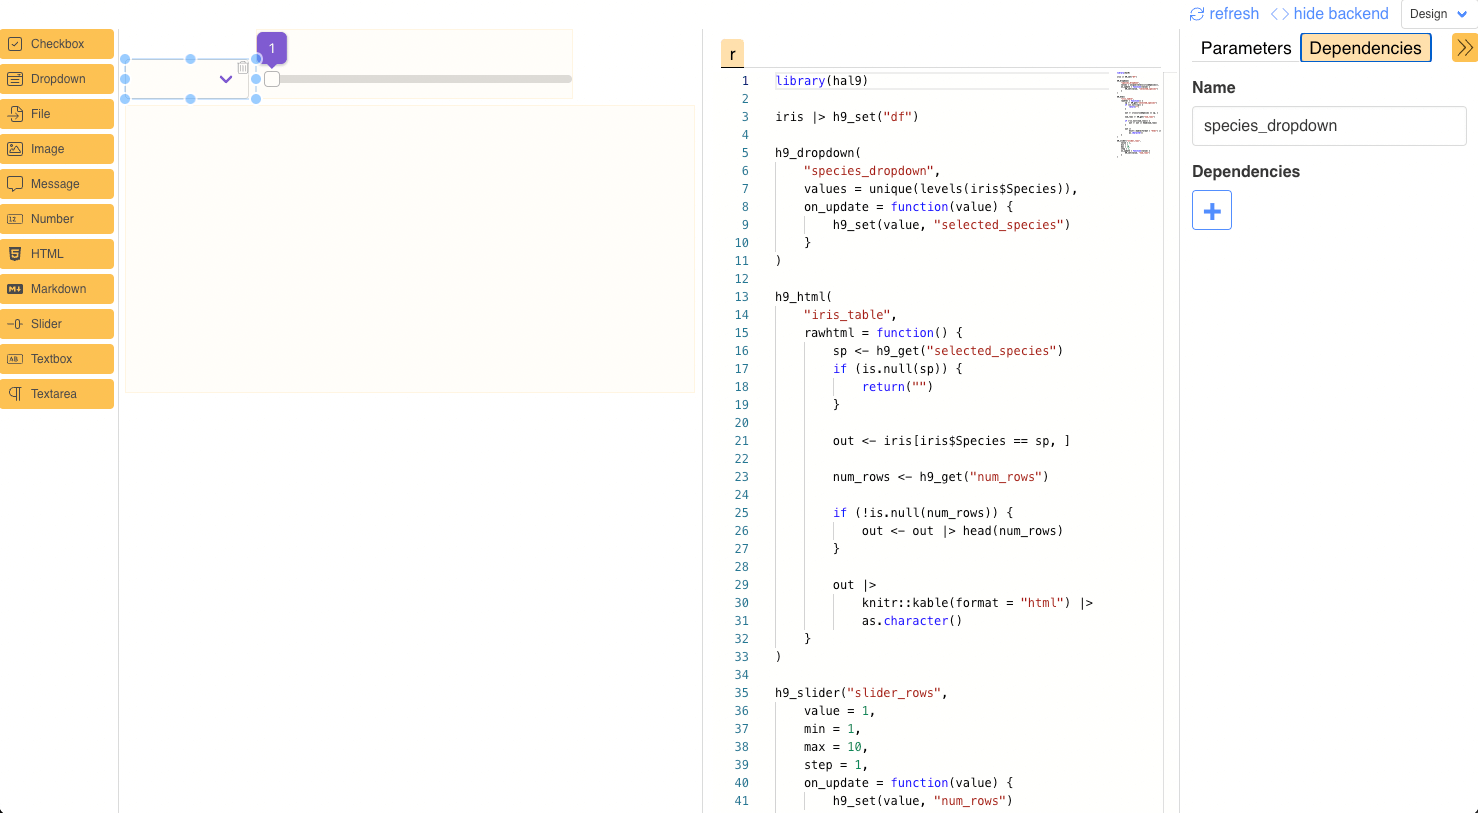 refresh
hide backend
Design
Checkbox
Dropdown
File
Image
Message
Number
HTML
Markdown
Slider
Textbox
Textarea
1
r
1 library(hal9)
2
3 iris |> h9_set("df")
4
5 h9_dropdown(
6 "species_dropdown",
7 values = unique(levels(iris$Species)),
8 on_update = function(value) {
9 h9_set(value, "selected_species")
10 }
11 )
12
13 h9_html(
14 "iris_table",
15 rawhtml = function() {
16 sp <- h9_get("selected_species")
17 if (is.null(sp)) {
18 return("")
19 }
20
21 out <- iris[iris$Species == sp, ]
22
23 num_rows <- h9_get("num_rows")
24
25 if (!is.null(num_rows)) {
26 out <- out |> head(num_rows)
27 }
28
29 out |>
30 knitr::kable(format = "html") |>
31 as.character()
32 }
33 )
34
35 h9_slider("slider_rows",
36 value = 1,
37 min = 1,
38 max = 10,
39 step = 1,
40 on_update = function(value) {
41 h9_set(value, "num_rows")
Parameters
Dependencies
Name
species_dropdown
Dependencies